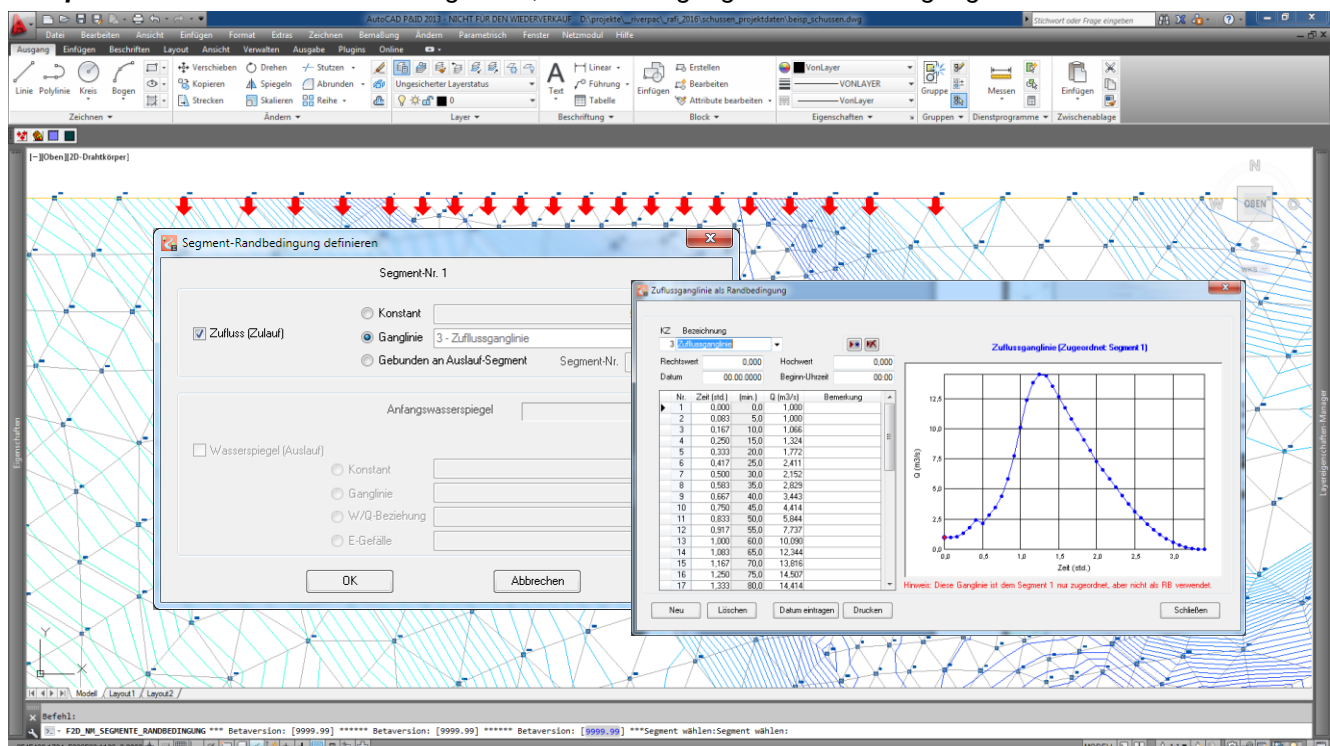 AutoCAD P&ID 2013 - NICHT FÜR DEN WIEDERVERKAUF D:\projekte\__riverpac\_rafi_2016\schussen_projektdaten\beisp_schussen.dwg
Stichwort oder Frage eingeben
Datei Bearbeiten Ansicht Einfügen Format Extras Zeichnen Bemaßung Ändern Parametrisch Fenster Netzmodul Hilfe
Ausgang Einfügen Beschriften Layout Ansicht Verwalten Ausgabe Plugins Online
Linie Polylinie Kreis Bogen
Verschieben Drehen Stutzen
Kopieren Spiegeln Abrunden
Strecken Skalieren Reihe
Ungesicherter Layerstatus
0
Text
Linear
Führung
Tabelle
Einfügen
Erstellen
Bearbeiten
Attribute bearbeiten
VonLayer
VONLAYER
VonLayer
Gruppe
Messen
Einfügen
Zeichnen Ändern Layer Beschriftung Block Eigenschaften Gruppen Dienstprogramme Zwischenablage
[–][Oben][2D-Drahtkörper]
N
W OBEN O
S
WKS
Eigenschaften
Layereigenschaften-Manager
Segment-Randbedingung definieren
Segment-Nr. 1
Zufluss (Zulauf)
Konstant
Ganglinie 3 - Zuflussganglinie
Gebunden an Auslauf-Segment Segment-Nr.
Anfangswasserspiegel
Wasserspiegel (Auslauf)
Konstant
Ganglinie
W/Q-Beziehung
E-Gefälle
OK Abbrechen
Zuflussganglinie als Randbedingung
KZ Bezeichnung
3 Zuflussganglinie
Rechtswert 0,000 Hochwert 0,000
Datum 00.00.0000 Beginn-Uhrzeit 00:00
Nr. Zeit (std.) (min.) Q (m3/s) Bemerkung
1 0,000 0,0 1,000
2 0,083 5,0 1,000
3 0,167 10,0 1,066
4 0,250 15,0 1,324
5 0,333 20,0 1,772
6 0,417 25,0 2,411
7 0,500 30,0 2,152
8 0,583 35,0 2,829
9 0,667 40,0 3,443
10 0,750 45,0 4,414
11 0,833 50,0 5,844
12 0,917 55,0 7,737
13 1,000 60,0 10,090
14 1,083 65,0 12,344
15 1,167 70,0 13,816
16 1,250 75,0 14,507
17 1,333 80,0 14,414
Zuflussganglinie (Zugeordnet: Segment 1)
Q (m3/s)
12,5
10,0
7,5
5,0
2,5
0,0
0,0 0,5 1,0 1,5 2,0 2,5 3,0
Zeit (std.)
Hinweis: Diese Ganglinie ist dem Segment 1 nur zugeordnet, aber nicht als RB verwendet.
Neu Löschen Datum eintragen Drucken Schließen
Y
X
Modell Layout1 Layout2
Befehl:
F2D_NM_SEGMENTE_RANDBEDINGUNG *** Betaversion: [9999.99] ****** Betaversion: [9999.99] ****** Betaversion: [9999.99] ***Segment wählen:Segment wählen: